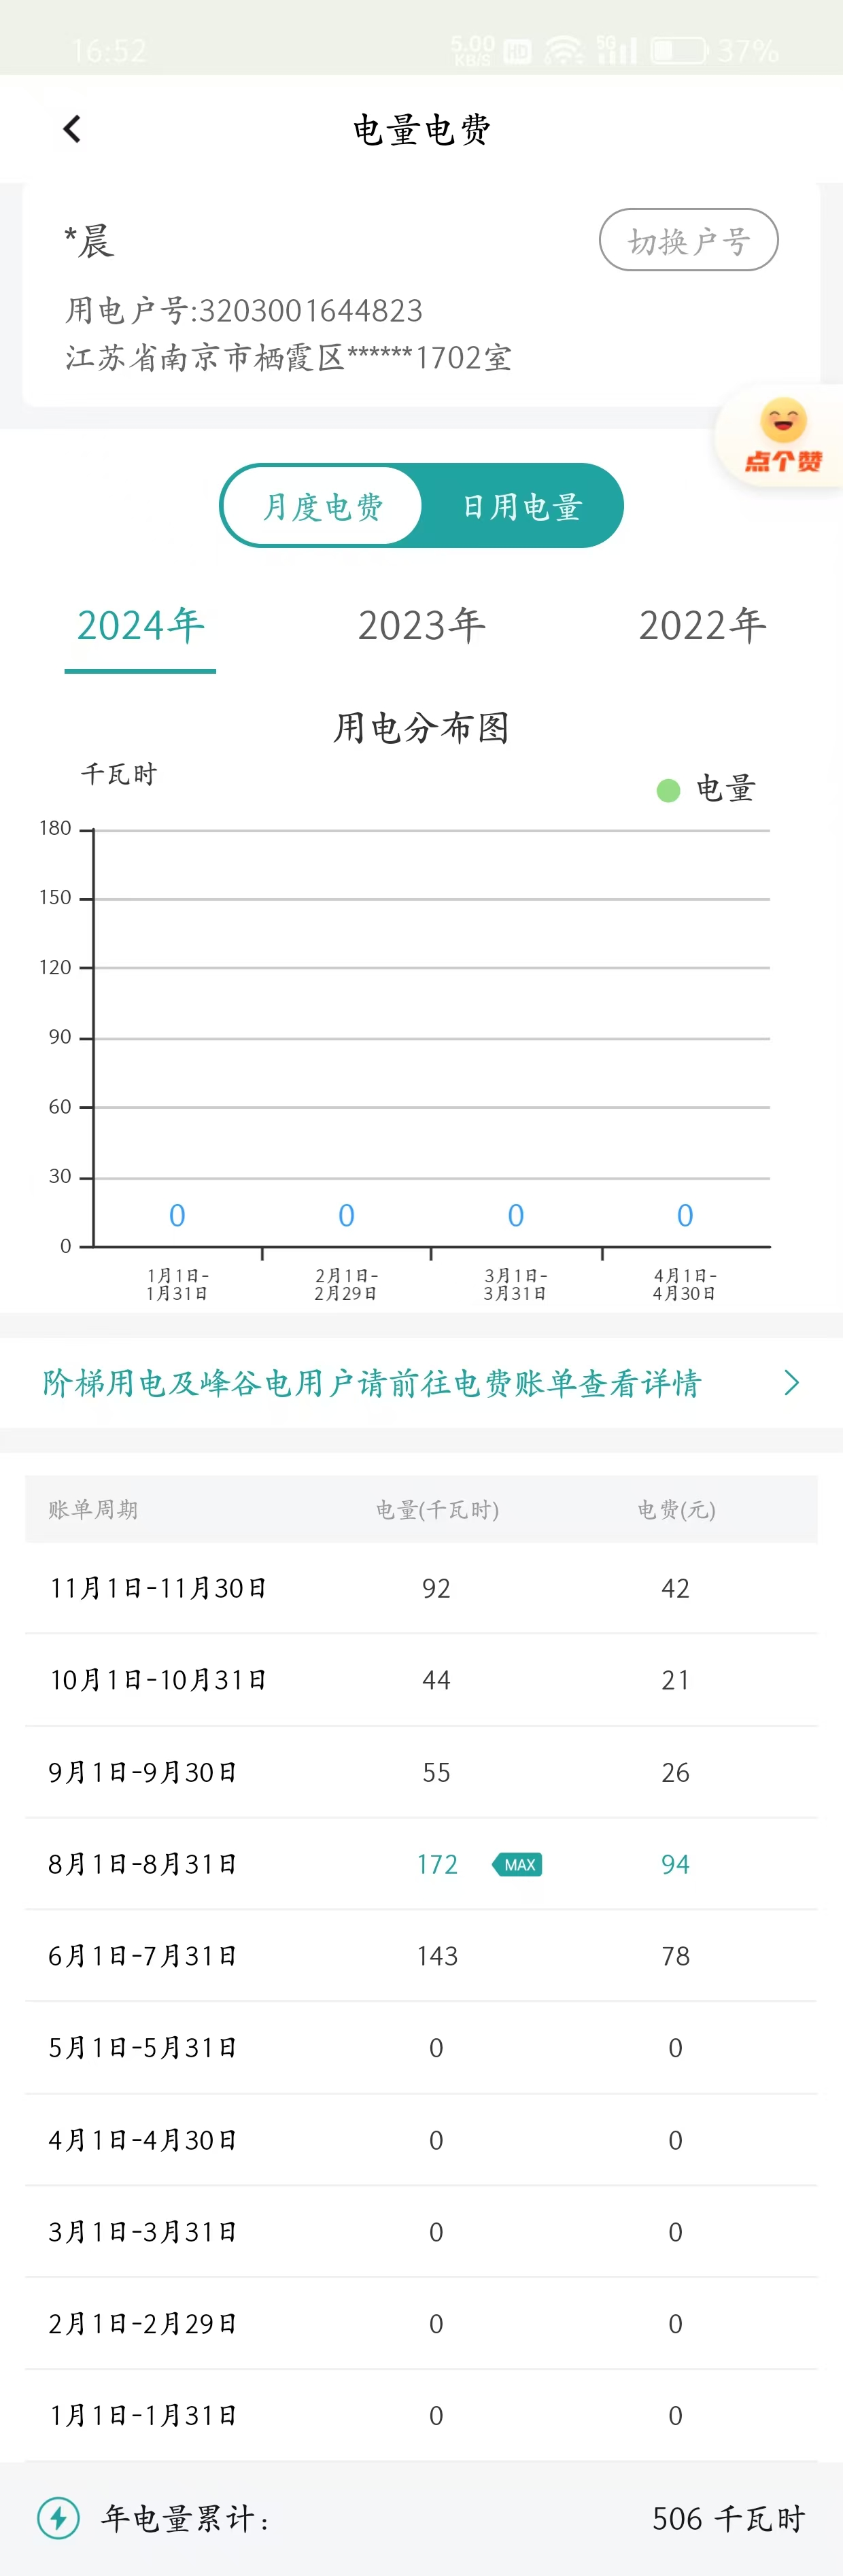 16:52 5.00 KB/S HD 5G 37%
电量电费
*晨 切换户号
用电户号:3203001644823
江苏省南京市栖霞区******1702室
点个赞
月度电费 日用电量
2024年 2023年 2022年
用电分布图
千瓦时 电量
180
150
120
90
60
30
0
0 0 0 0
1月1日- 2月1日- 3月1日- 4月1日-
1月31日 2月29日 3月31日 4月30日
阶梯用电及峰谷电用户请前往电费账单查看详情
账单周期 电量(千瓦时) 电费(元)
11月1日-11月30日 92 42
10月1日-10月31日 44 21
9月1日-9月30日 55 26
8月1日-8月31日 172 MAX 94
6月1日-7月31日 143 78
5月1日-5月31日 0 0
4月1日-4月30日 0 0
3月1日-3月31日 0 0
2月1日-2月29日 0 0
1月1日-1月31日 0 0
年电量累计： 506 千瓦时